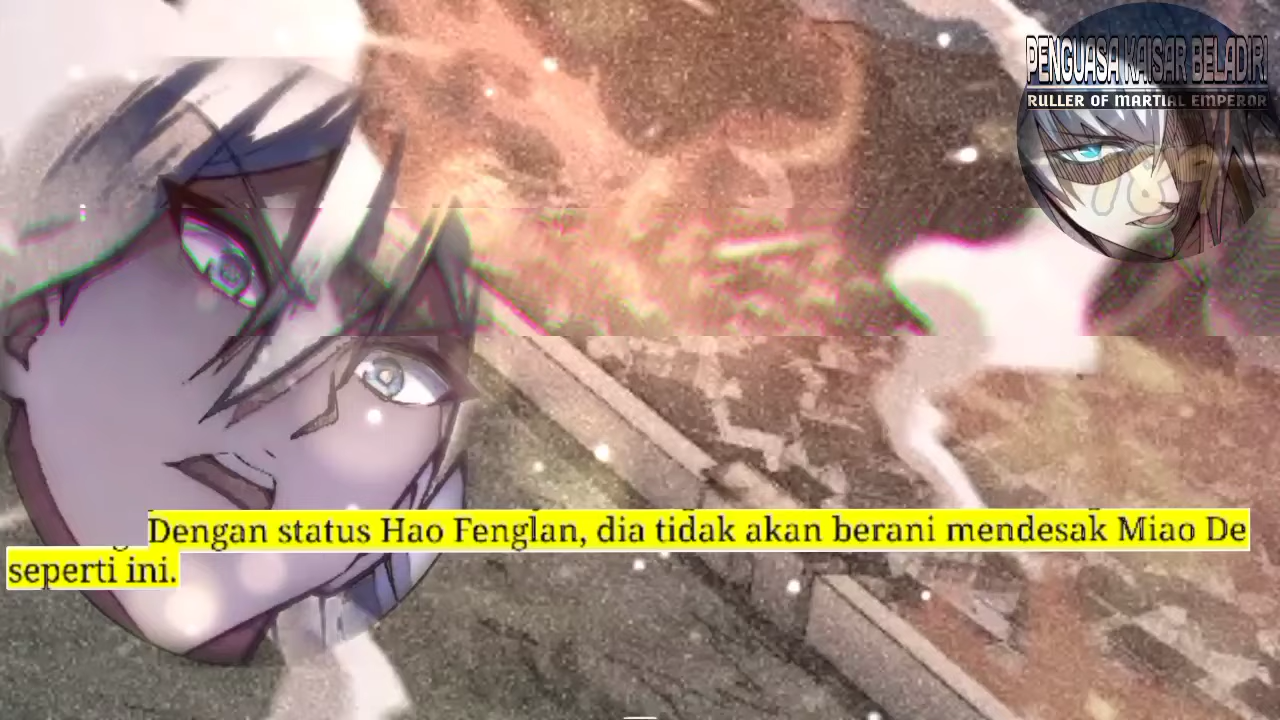 PENGUASA KAISAR BELADIRI
RULLER OF MARTIAL EMPEROR
Dengan status Hao Fenglan, dia tidak akan berani mendesak Miao De
seperti ini.